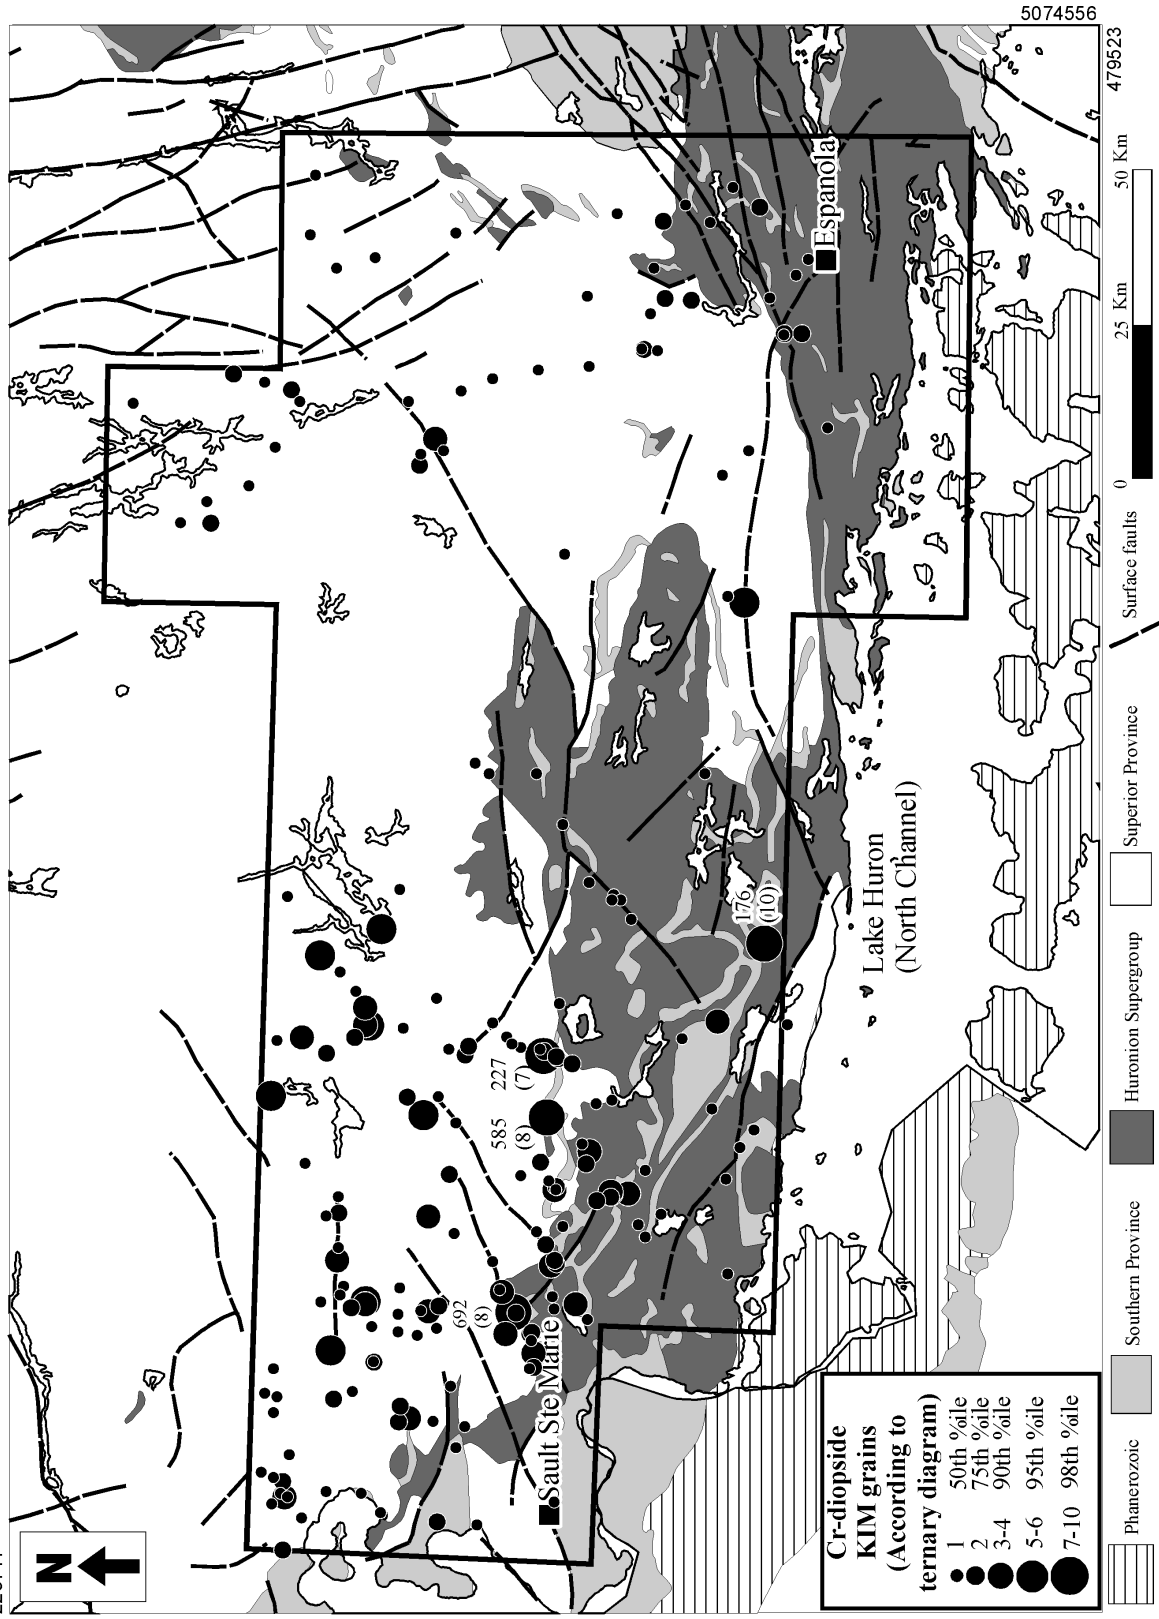 5074556
479523
N
Espanola
Sault Ste Marie
Lake Huron
(North Channel)
176
(10)
227
(7)
585
(8)
692
(8)
Cr-diopside
KIM grains
(According to
ternary diagram)
1 50th %ile
2 75th %ile
3-4 90th %ile
5-6 95th %ile
7-10 98th %ile
Phanerozoic
Southern Province
Huronion Supergroup
Superior Province
Surface faults
0 25 Km 50 Km